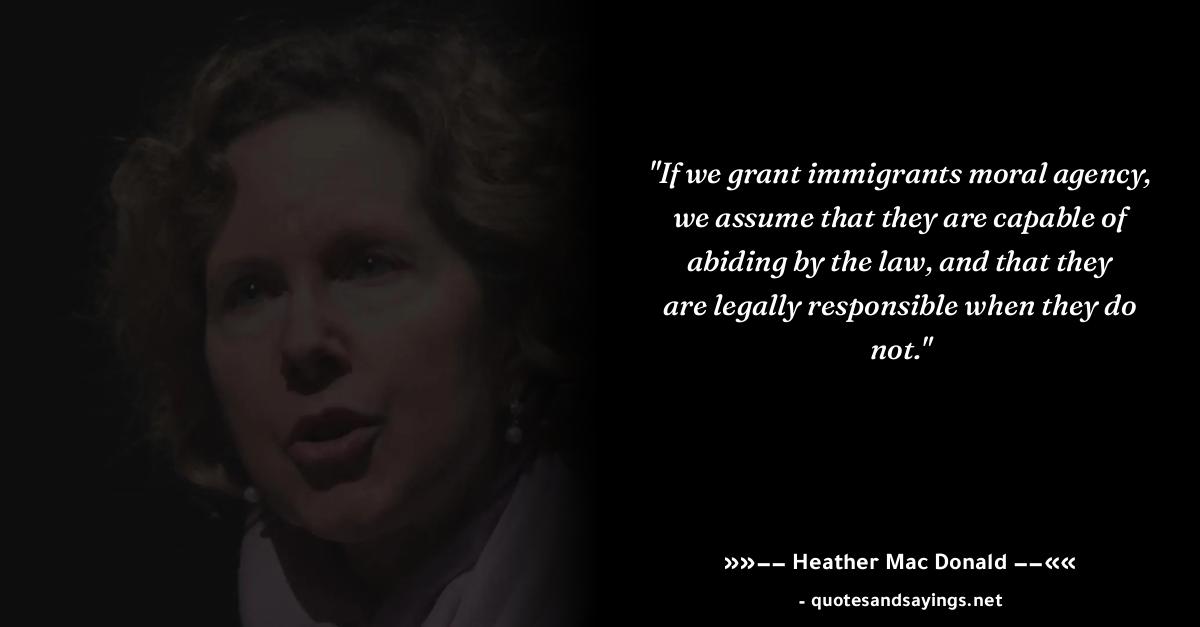 "If we grant immigrants moral agency,
we assume that they are capable of
abiding by the law, and that they
are legally responsible when they do
not."
»»−− Heather Mac Donald −−««
- quotesandsayings.net